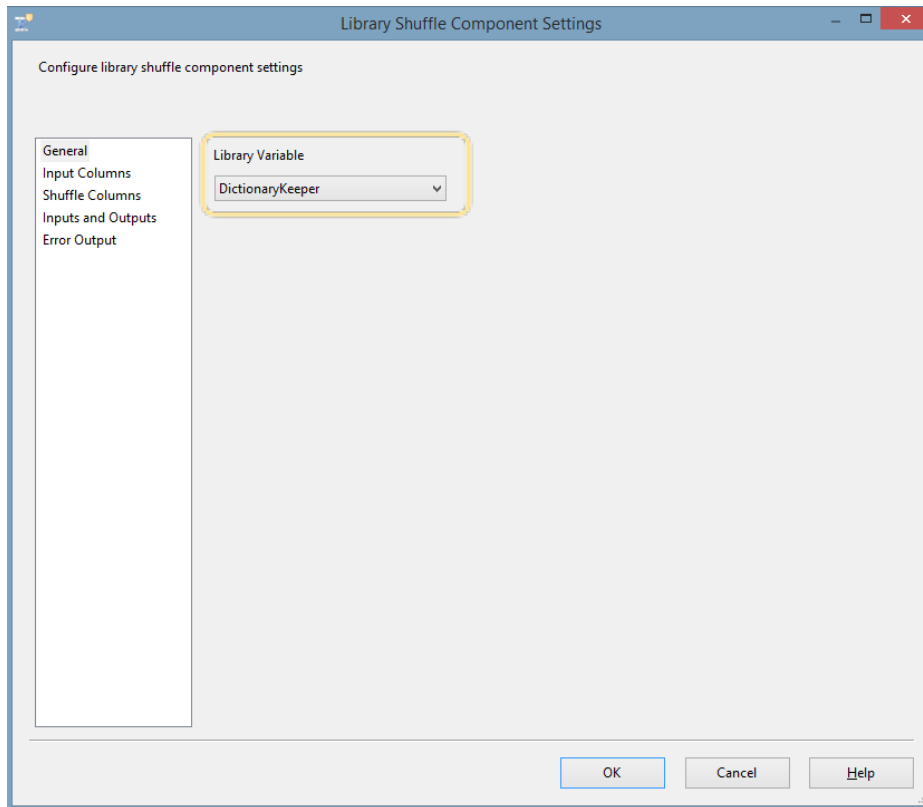 Library Shuffle Component Settings
Configure library shuffle component settings
General
Input Columns
Shuffle Columns
Inputs and Outputs
Error Output
Library Variable
DictionaryKeeper
OK
Cancel
Help